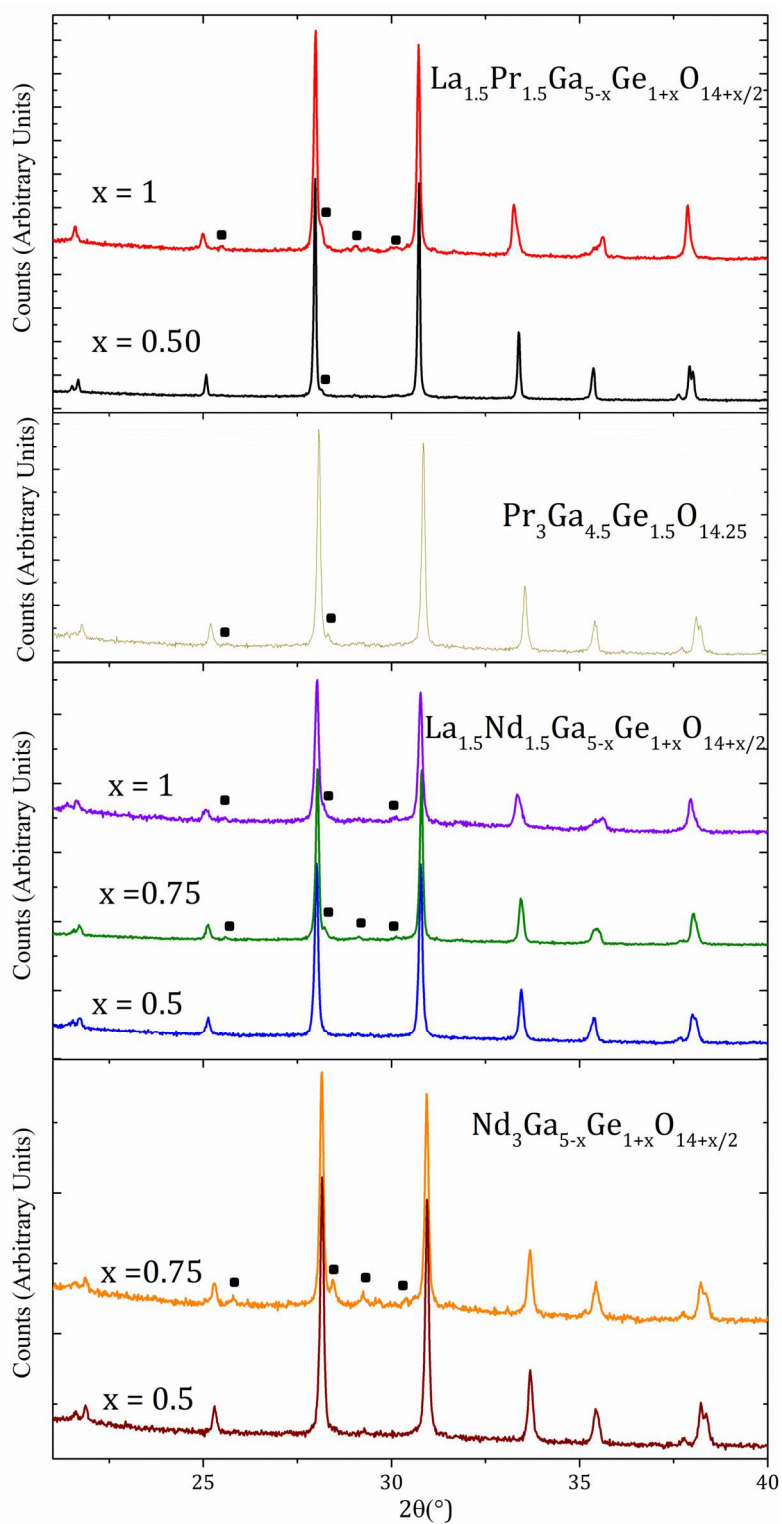 Counts (Arbitrary Units)
La1.5Pr1.5Ga5-xGe1+xO14+x/2
x = 1
x = 0.50
Counts (Arbitrary Units)
Pr3Ga4.5Ge1.5O14.25
Counts (Arbitrary Units)
La1.5Nd1.5Ga5-xGe1+xO14+x/2
x = 1
x =0.75
x = 0.5
Counts (Arbitrary Units)
Nd3Ga5-xGe1+xO14+x/2
x =0.75
x = 0.5
25 30 35 40
2θ(°)